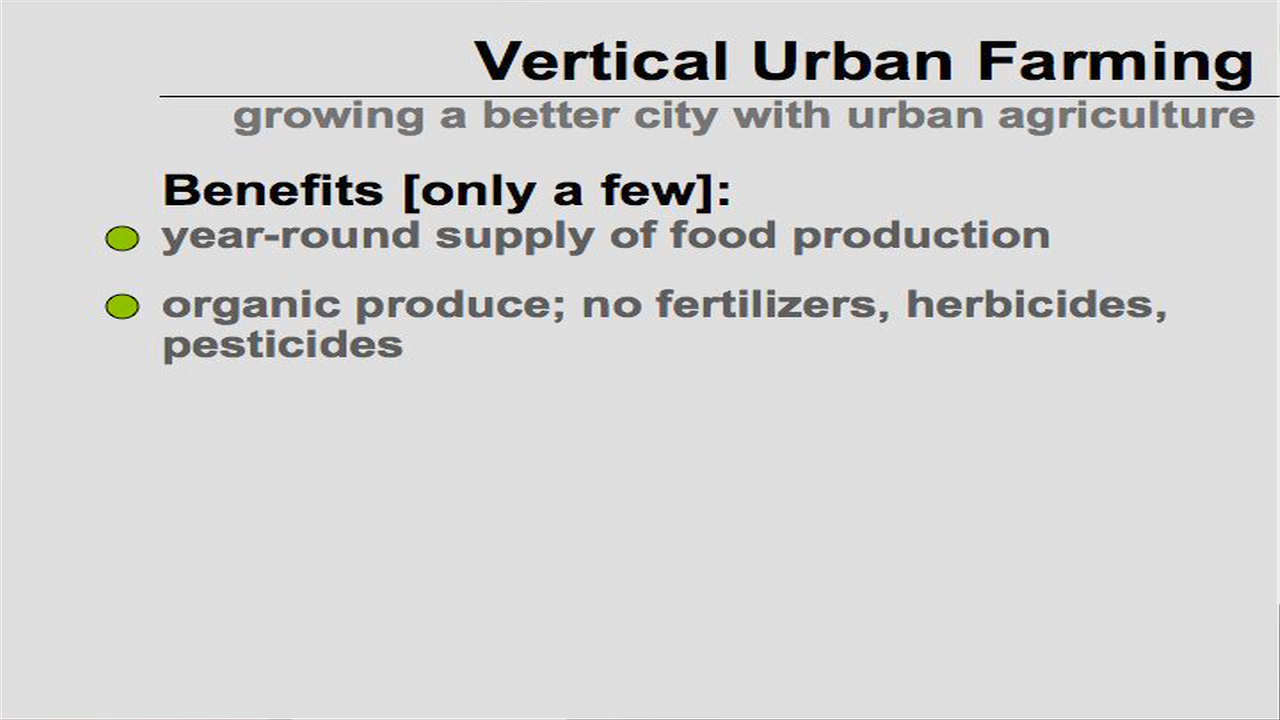 Vertical Urban Farming
growing a better city with urban agriculture
Benefits [only a few]:
year-round supply of food production
organic produce; no fertilizers, herbicides,
pesticides